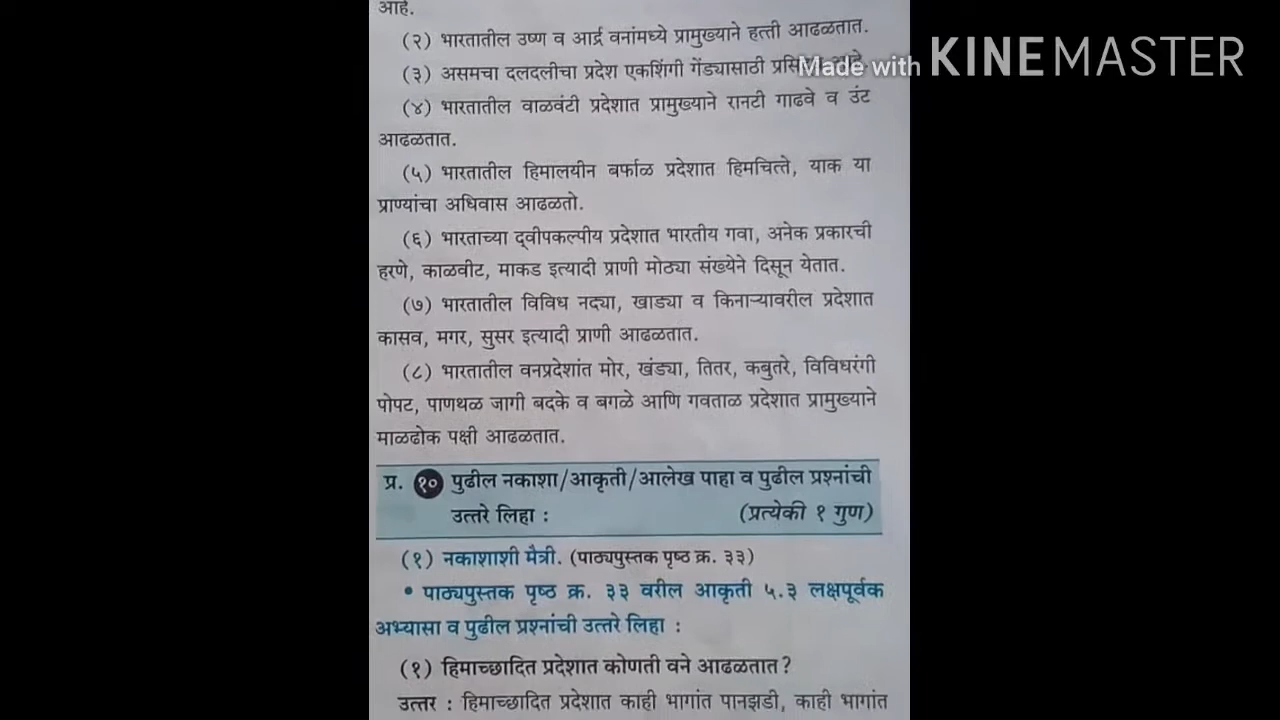 आहे.
(२) भारतातील उष्ण व आर्द्र वनांमध्ये प्रामुख्याने हत्ती आढळतात.
(३) असमचा दलदलीचा प्रदेश एकशिंगी गेंड्यासाठी
Made with KINEMASTER
(४) भारतातील वाळवंटी प्रदेशात प्रामुख्याने रानटी गाढवे व उंट
आढळतात.
(५) भारतातील हिमालयीन बर्फाळ प्रदेशात हिमचित्ते, याक या
प्राण्यांचा अधिवास आढळतो.
(६) भारताच्या द्वीपकल्पीय प्रदेशात भारतीय गवा, अनेक प्रकारची
हरणे, काळवीट, माकड इत्यादी प्राणी मोठ्या संख्येने दिसून येतात.
(७) भारतातील विविध नद्या, खाड्या व किनाऱ्यावरील प्रदेशात
कासव, मगर, सुसर इत्यादी प्राणी आढळतात.
(८) भारतातील वनप्रदेशांत मोर, खंड्या, तितर, कबुतरे, विविधरंगी
पोपट, पाणथळ जागी बदके व बगळे आणि गवताळ प्रदेशात प्रामुख्याने
माळढोक पक्षी आढळतात.
प्र. १० पुढील नकाशा/आकृती/आलेख पाहा व पुढील प्रश्नांची
उत्तरे लिहा : (प्रत्येकी १ गुण)
(१) नकाशाशी मैत्री. (पाठ्यपुस्तक पृष्ठ क्र. ३३)
• पाठ्यपुस्तक पृष्ठ क्र. ३३ वरील आकृती ५.३ लक्षपूर्वक
अभ्यासा व पुढील प्रश्नांची उत्तरे लिहा :
(१) हिमाच्छादित प्रदेशात कोणती वने आढळतात?
उत्तर : हिमाच्छादित प्रदेशात काही भागांत पानझडी, काही भागांत